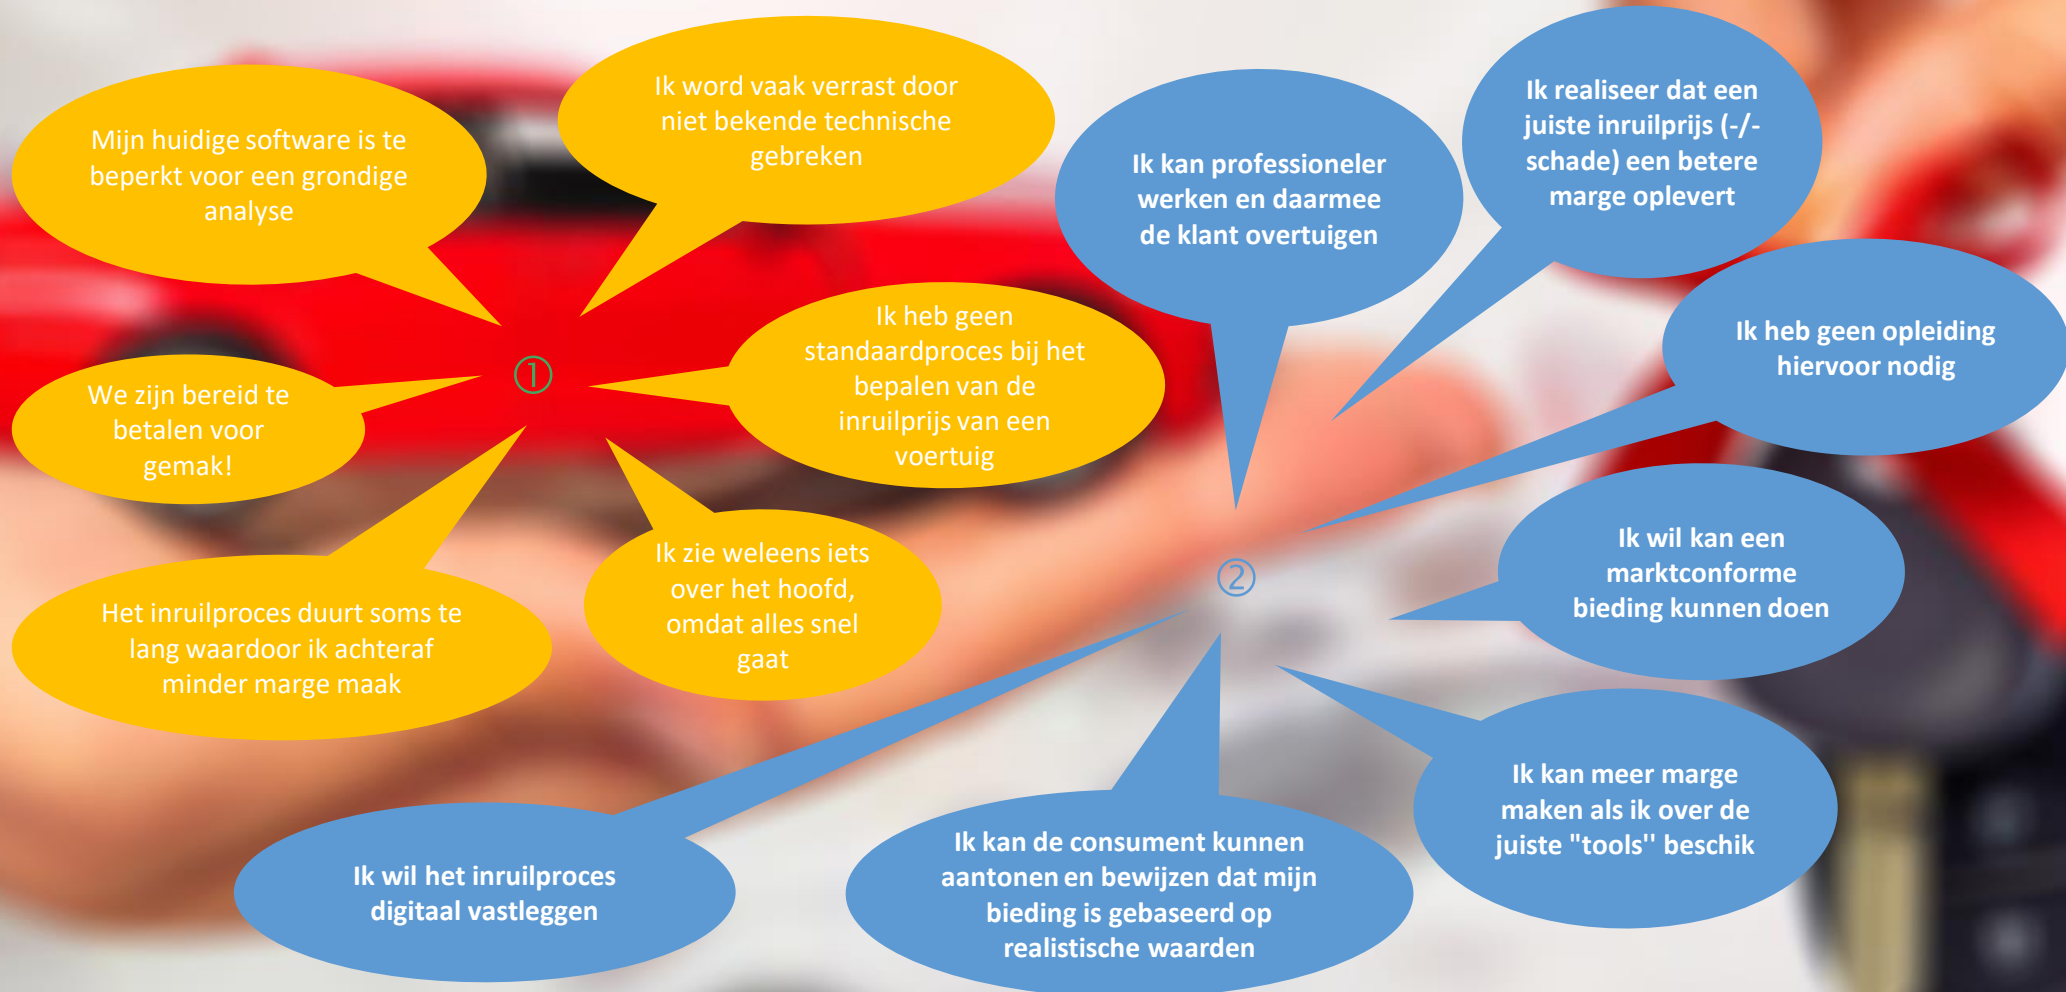 Mijn huidige software is te
beperkt voor een grondige
analyse
Ik word vaak verrast door
niet bekende technische
gebreken
We zijn bereid te
betalen voor
gemak!
①
Ik heb geen
standaardproces bij het
bepalen van de
inruilprijs van een
voertuig
Het inruilproces duurt soms te
lang waardoor ik achteraf
minder marge maak
Ik zie weleens iets
over het hoofd,
omdat alles snel
gaat
Ik kan professioneler
werken en daarmee
de klant overtuigen
Ik realiseer dat een
juiste inruilprijs (-/-
schade) een betere
marge oplevert
Ik heb geen opleiding
hiervoor nodig
②
Ik wil kan een
marktconforme
bieding kunnen doen
Ik kan meer marge
maken als ik over de
juiste "tools" beschik
Ik kan de consument kunnen
aantonen en bewijzen dat mijn
bieding is gebaseerd op
realistische waarden
Ik wil het inruilproces
digitaal vastleggen